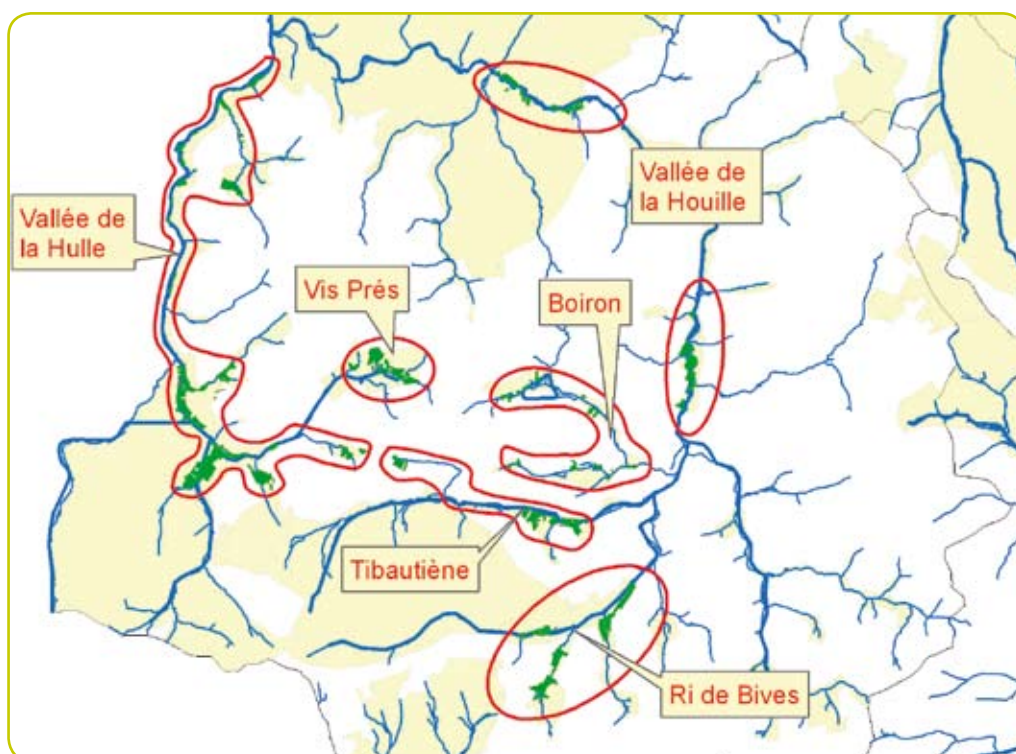 Vallée de
la Houille
Vallée de
la Hulle
Vis Prés
Boiron
Tibautiène
Ri de Bives